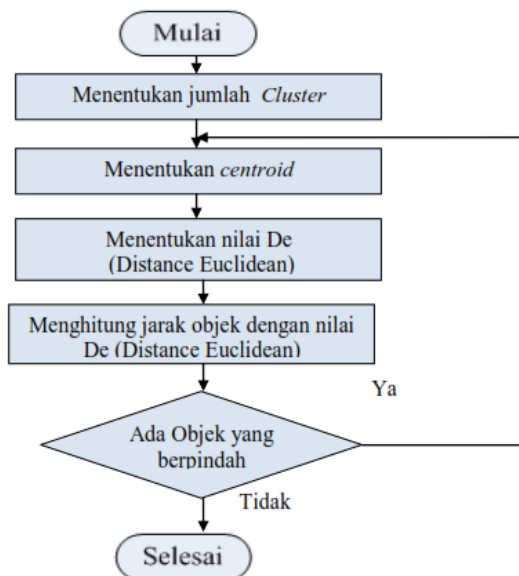 Mulai
Menentukan jumlah Cluster
Menentukan centroid
Menentukan nilai De
(Distance Euclidean)
Menghitung jarak objek dengan nilai
De (Distance Euclidean)
Ya
Ada Objek yang
berpindah
Tidak
Selesai